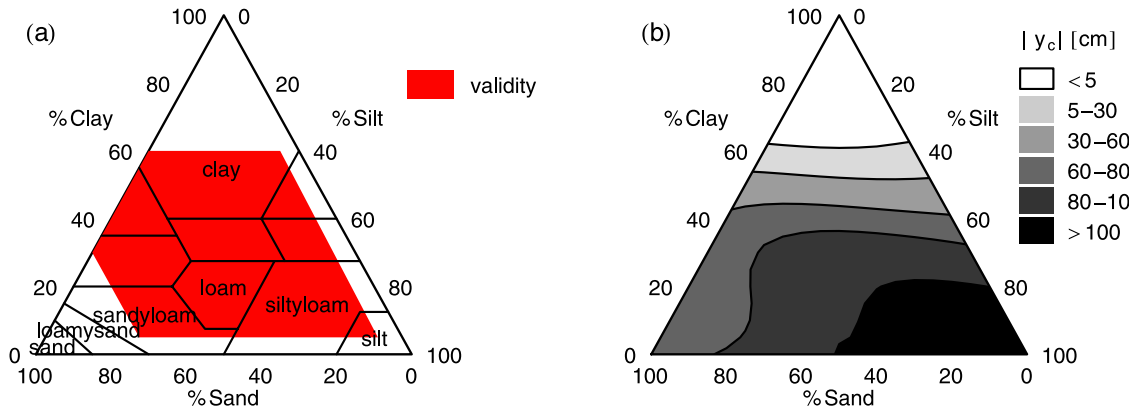 (a)
100 0
80 20
% Clay % Silt
60 40
clay
40 60
20 80
loam
siltyloam
sandyloam
loamysand
sand
silt
0 100
100 80 60 40 20 0
% Sand
validity
(b)
100 0
80 20
% Clay % Silt
60 40
40 60
20 80
0 100
100 80 60 40 20 0
% Sand
| y_c | [cm]
< 5
5–30
30–60
60–80
80–10
> 100